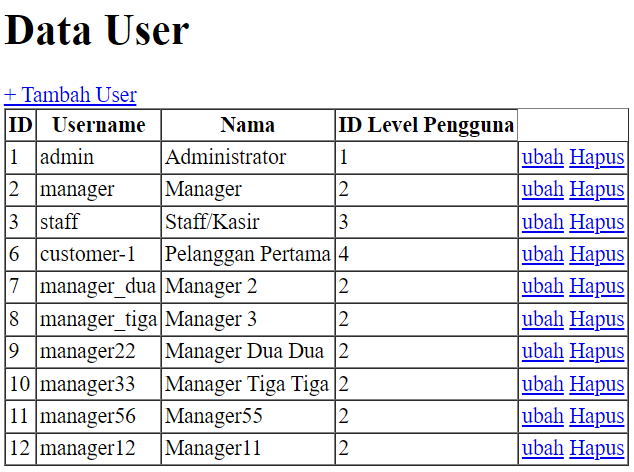 Data User
+ Tambah User
ID Username Nama ID Level Pengguna
1 admin Administrator 1 ubah Hapus
2 manager Manager 2 ubah Hapus
3 staff Staff/Kasir 3 ubah Hapus
6 customer-1 Pelanggan Pertama 4 ubah Hapus
7 manager_dua Manager 2 2 ubah Hapus
8 manager_tiga Manager 3 2 ubah Hapus
9 manager22 Manager Dua Dua 2 ubah Hapus
10 manager33 Manager Tiga Tiga 2 ubah Hapus
11 manager56 Manager55 2 ubah Hapus
12 manager12 Manager11 2 ubah Hapus